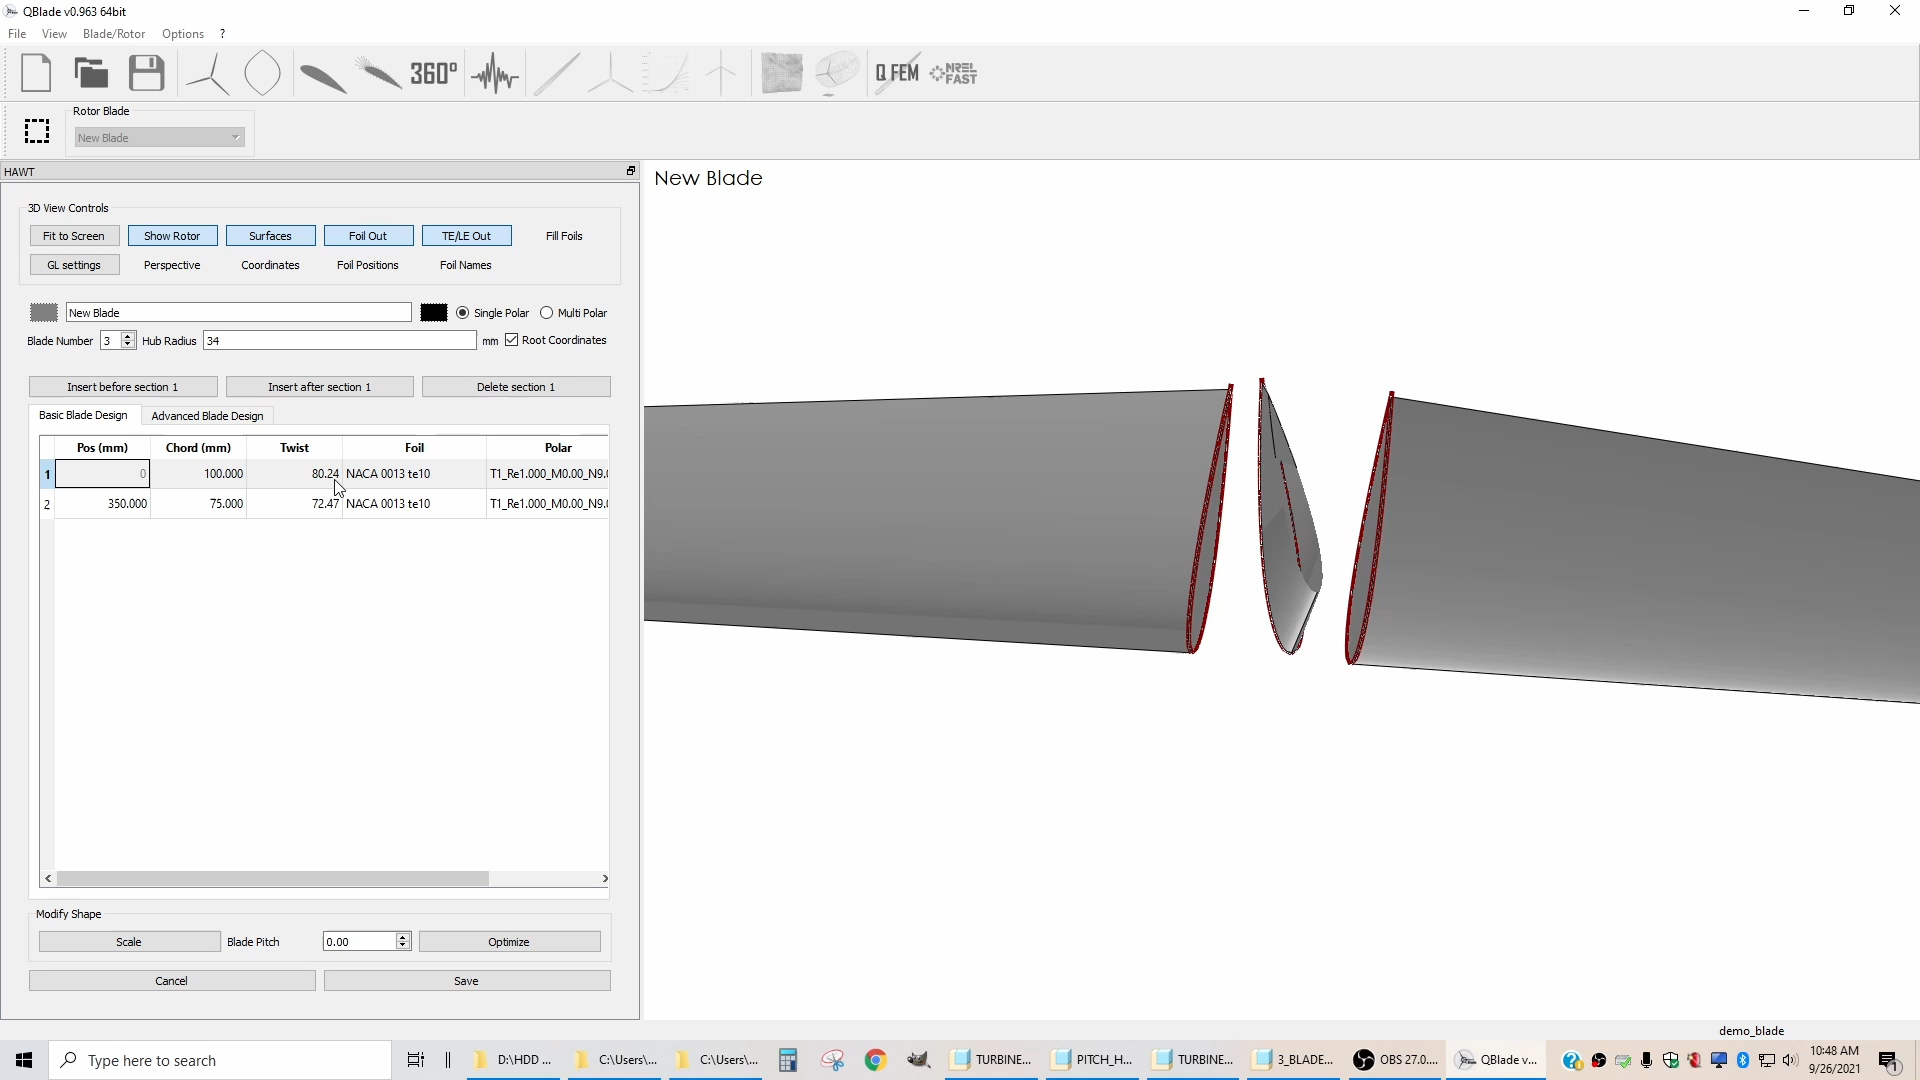 QBlade v0.963 64bit
File View Blade/Rotor Options ?
360°
Q FEM
NREL
FAST
Rotor Blade
New Blade
HAWT
New Blade
3D View Controls
Fit to Screen Show Rotor Surfaces Foil Out TE/LE Out Fill Foils
GL settings Perspective Coordinates Foil Positions Foil Names
New Blade Single Polar Multi Polar
Blade Number 3 Hub Radius 34 mm Root Coordinates
Insert before section 1 Insert after section 1 Delete section 1
Basic Blade Design Advanced Blade Design
Pos (mm) Chord (mm) Twist Foil Polar
1 0 100.000 80.24 NACA 0013 te10 T1_Re1.000_M0.00_N9.(
2 350.000 75.000 72.47 NACA 0013 te10 T1_Re1.000_M0.00_N9.(
Modify Shape
Scale Blade Pitch 0.00 Optimize
Cancel Save
demo_blade
Type here to search
D:\HDD ...
C:\Users\...
C:\Users\...
TURBINE...
PITCH_H...
TURBINE...
3_BLADE...
OBS 27.0....
QBlade v...
10:48 AM
9/26/2021
1